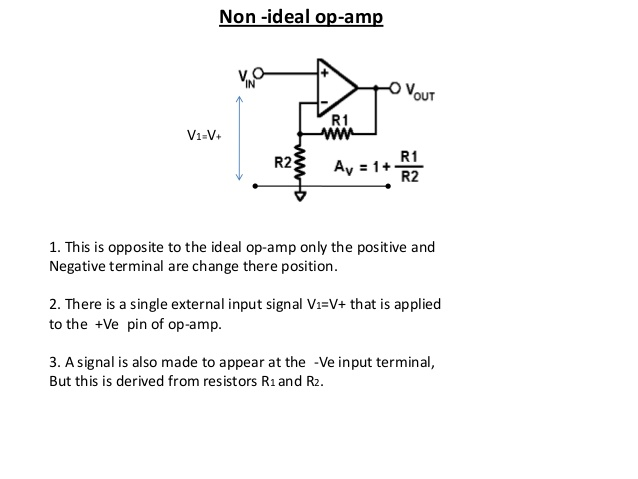 Non -ideal op-amp
VIN
+
-
VOUT
R1
V1=V+
R2
Av = 1+ R1
R2
1. This is opposite to the ideal op-amp only the positive and
Negative terminal are change there position.
2. There is a single external input signal V1=V+ that is applied
to the +Ve pin of op-amp.
3. A signal is also made to appear at the -Ve input terminal,
But this is derived from resistors R1 and R2.